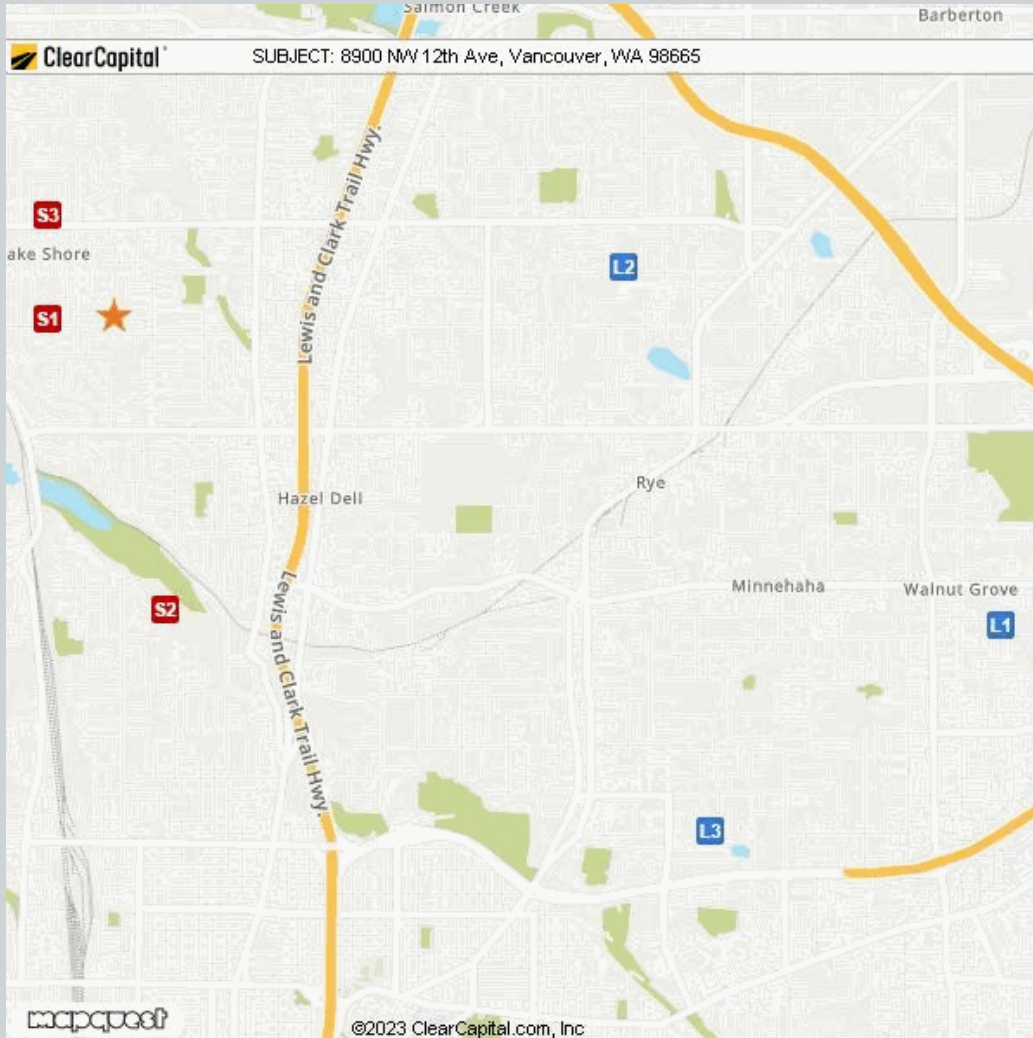 Salmon Creek
Barberton
ClearCapital
SUBJECT: 8900 NW 12th Ave, Vancouver, WA 98665
Lewis and Clark Trail Hwy.
S3
ake Shore
L2
S1
Rye
Hazel Dell
Minnehaha
Walnut Grove
S2
L1
Lewis and Clark Trail Hwy.
L3
mapquest
©2023 ClearCapital.com, Inc